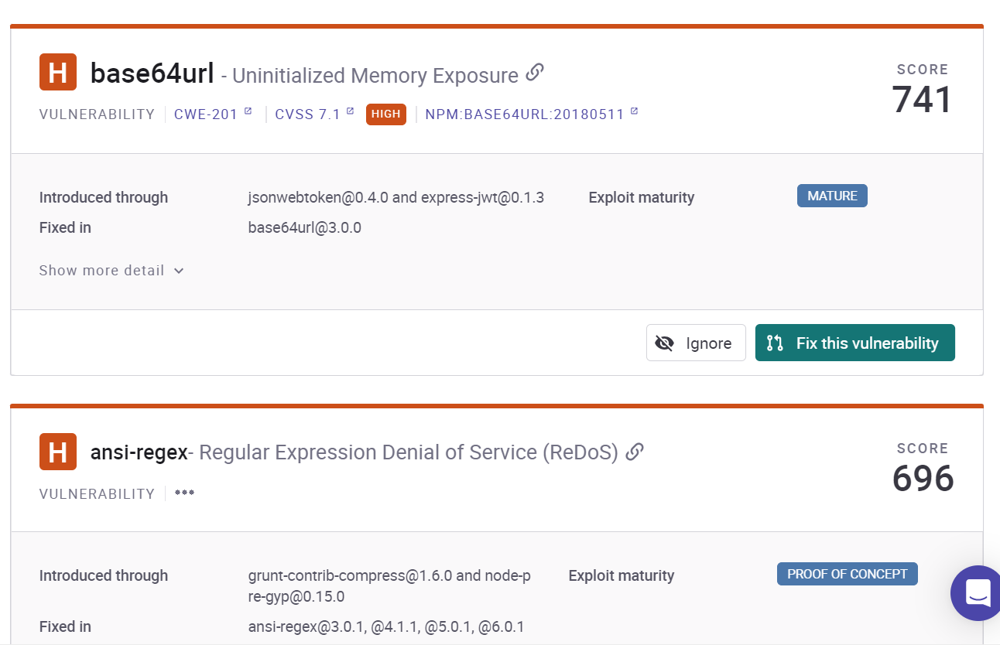 H base64url - Uninitialized Memory Exposure
SCORE
741
VULNERABILITY CWE-201 CVSS 7.1 HIGH NPM:BASE64URL:20180511
Introduced through jsonwebtoken@0.4.0 and express-jwt@0.1.3 Exploit maturity MATURE
Fixed in base64url@3.0.0
Show more detail
Ignore Fix this vulnerability
H ansi-regex- Regular Expression Denial of Service (ReDoS)
SCORE
696
VULNERABILITY •••
Introduced through grunt-contrib-compress@1.6.0 and node-p Exploit maturity PROOF OF CONCEPT
re-gyp@0.15.0
Fixed in ansi-regex@3.0.1, @4.1.1, @5.0.1, @6.0.1